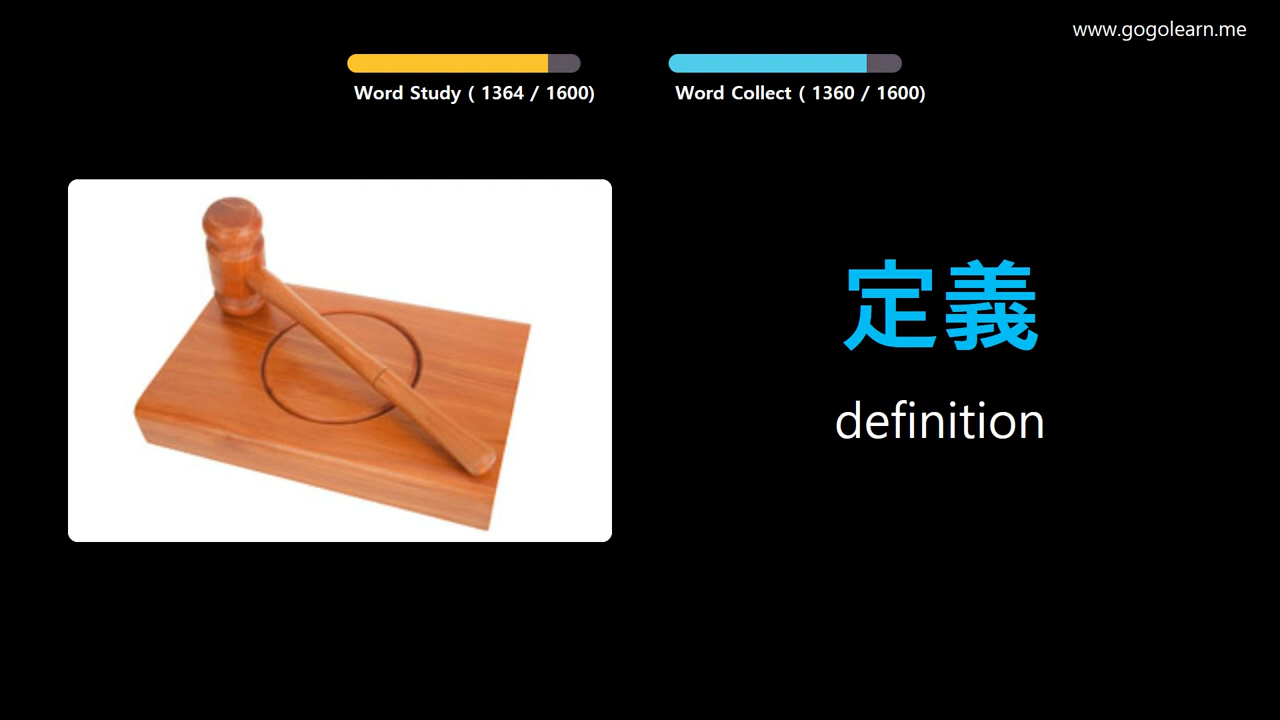 www.gogolearn.me
Word Study ( 1364 / 1600)
Word Collect ( 1360 / 1600)
定義
definition